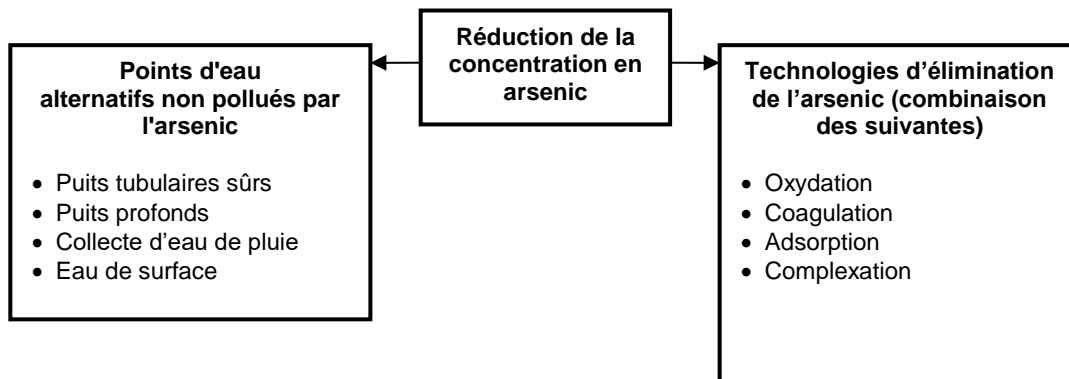 Réduction de la
concentration en
arsenic
Points d'eau
alternatifs non pollués par
l'arsenic
• Puits tubulaires sûrs
• Puits profonds
• Collecte d’eau de pluie
• Eau de surface
Technologies d’élimination
de l’arsenic (combinaison
des suivantes)
• Oxydation
• Coagulation
• Adsorption
• Complexation